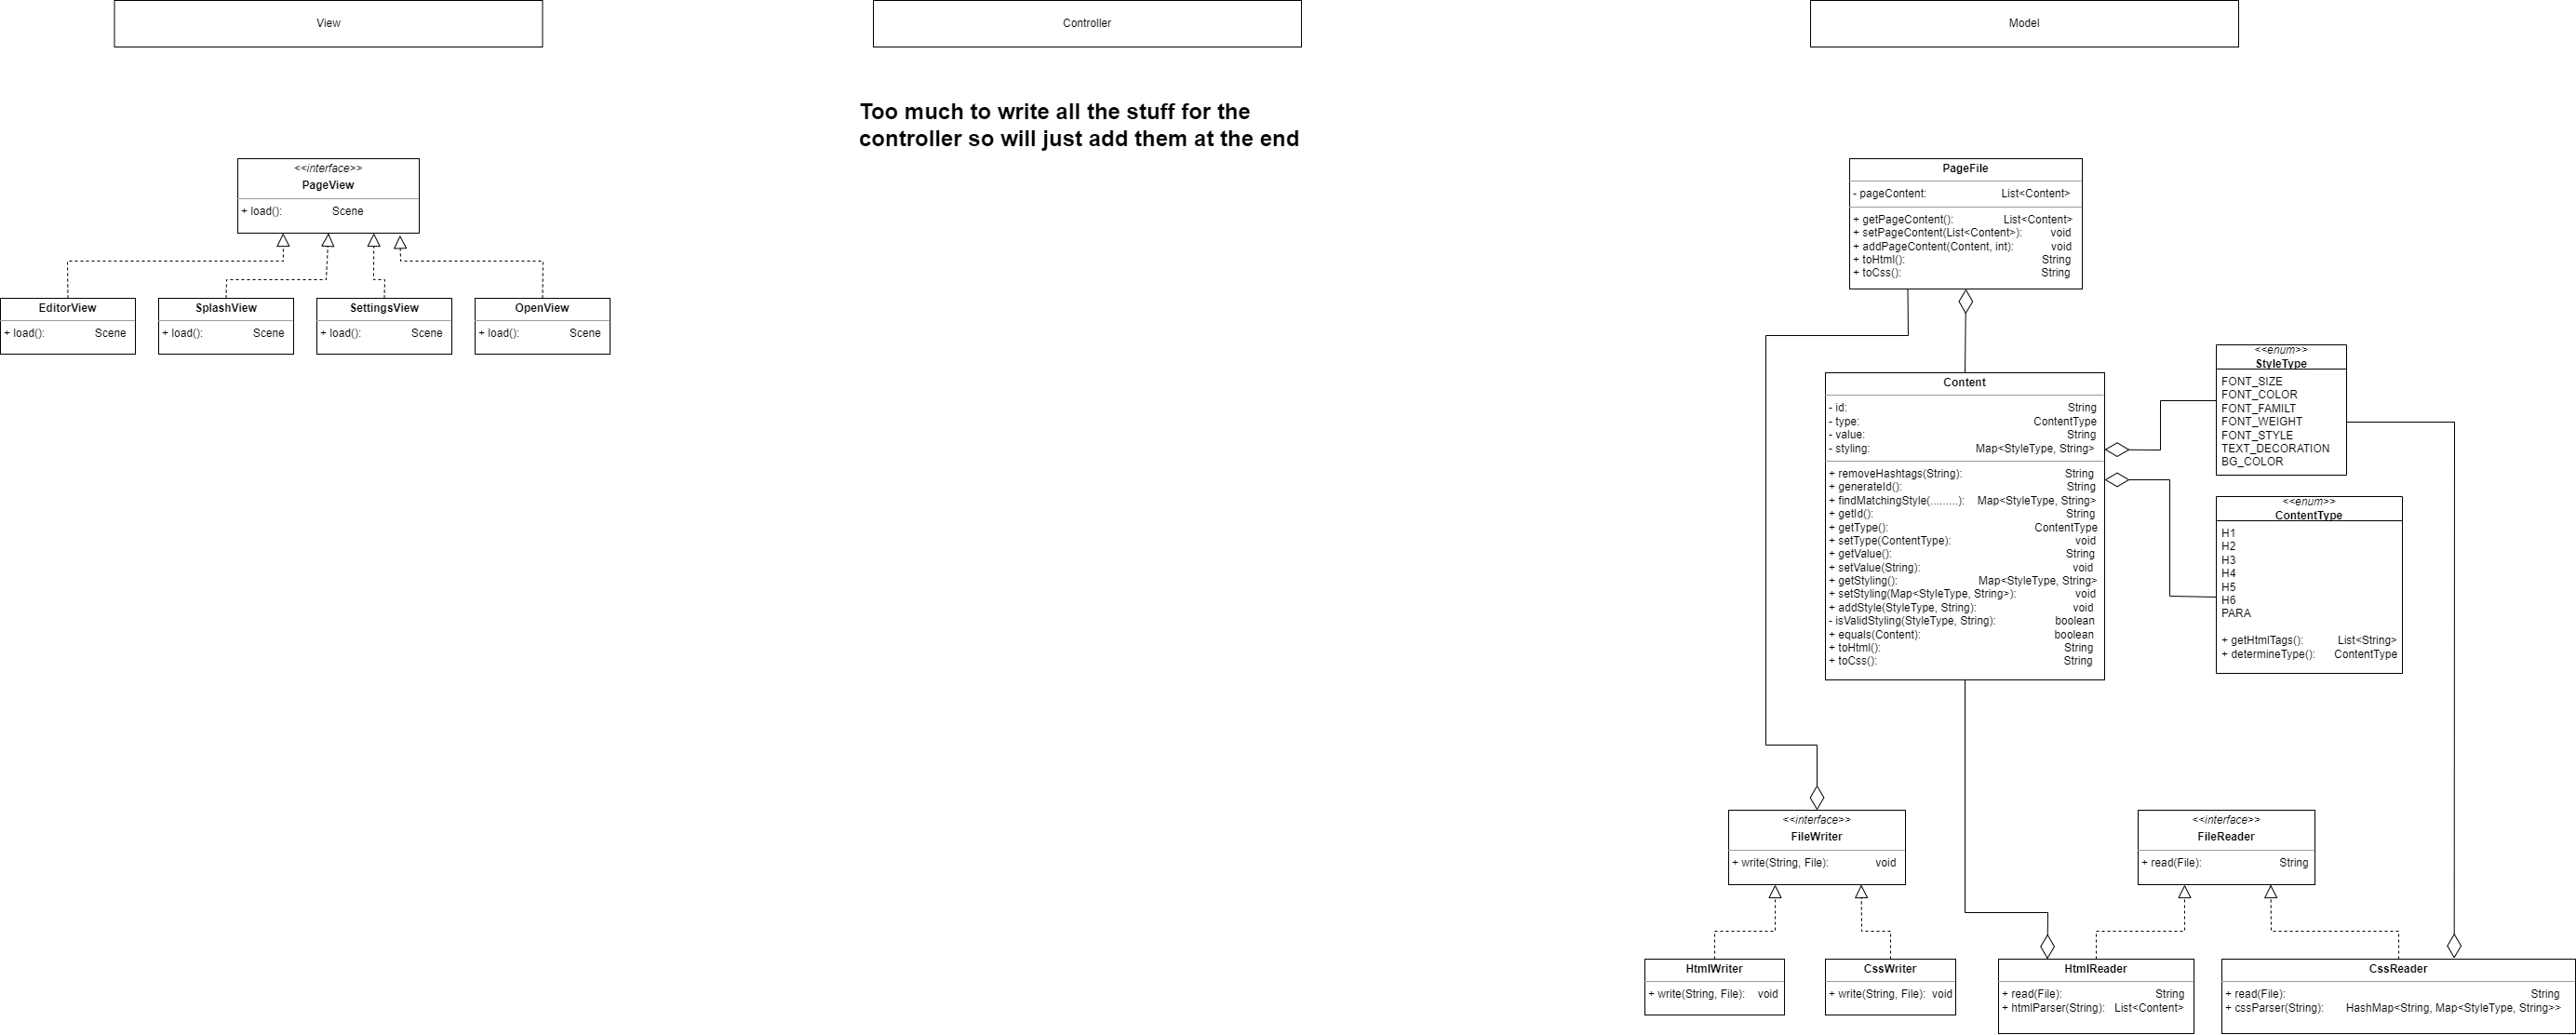 View
Controller
Model
Too much to write all the stuff for the
controller so will just add them at the end
<<interface>>
PageView
+ load(): Scene
EditorView
+ load(): Scene
SplashView
+ load(): Scene
SettingsView
+ load(): Scene
OpenView
+ load(): Scene
PageFile
- pageContent: List<Content>
+ getPageContent(): List<Content>
+ setPageContent(List<Content>): void
+ addPageContent(Content, int): void
+ toHtml(): String
+ toCss(): String
Content
- id: String
- type: ContentType
- value: String
- styling: Map<StyleType, String>
+ removeHashtags(String): String
+ generateId(): String
+ findMatchingStyle(.........): Map<StyleType, String>
+ getId(): String
+ getType(): ContentType
+ setType(ContentType): void
+ getValue(): String
+ setValue(String): void
+ getStyling(): Map<StyleType, String>
+ setStyling(Map<StyleType, String>): void
+ addStyle(StyleType, String): void
- isValidStyling(StyleType, String): boolean
+ equals(Content): boolean
+ toHtml(): String
+ toCss(): String
<<enum>>
StyleType
FONT_SIZE
FONT_COLOR
FONT_FAMILT
FONT_WEIGHT
FONT_STYLE
TEXT_DECORATION
BG_COLOR
<<enum>>
ContentType
H1
H2
H3
H4
H5
H6
PARA
+ getHtmlTags(): List<String>
+ determineType(): ContentType
<<interface>>
FileWriter
+ write(String, File): void
<<interface>>
FileReader
+ read(File): String
HtmlWriter
+ write(String, File): void
CssWriter
+ write(String, File): void
HtmlReader
+ read(File): String
+ htmlParser(String): List<Content>
CssReader
+ read(File): String
+ cssParser(String): HashMap<String, Map<StyleType, String>>